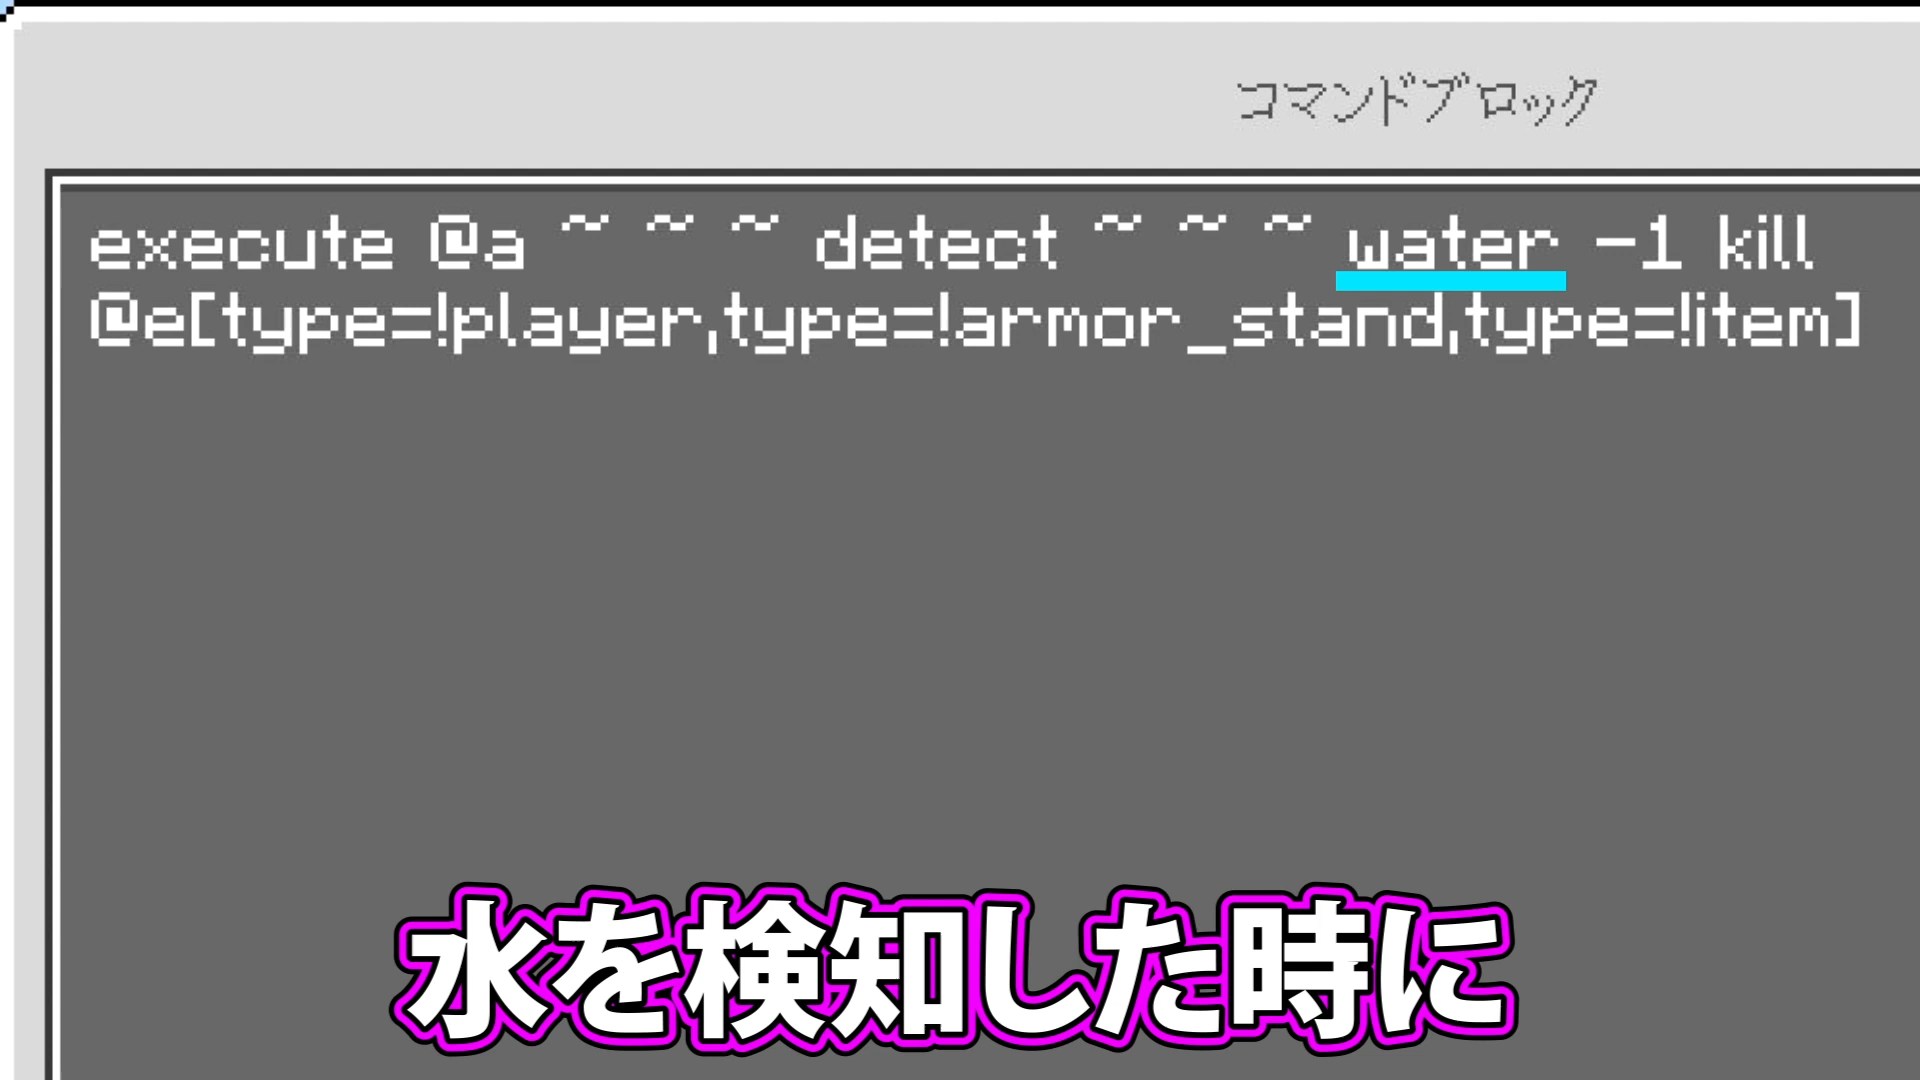 コマンドブロック
execute @a ~ ~ ~ detect ~ ~ ~ water -1 kill
@e[type=!player,type=!armor_stand,type=!item]
水を検知した時に